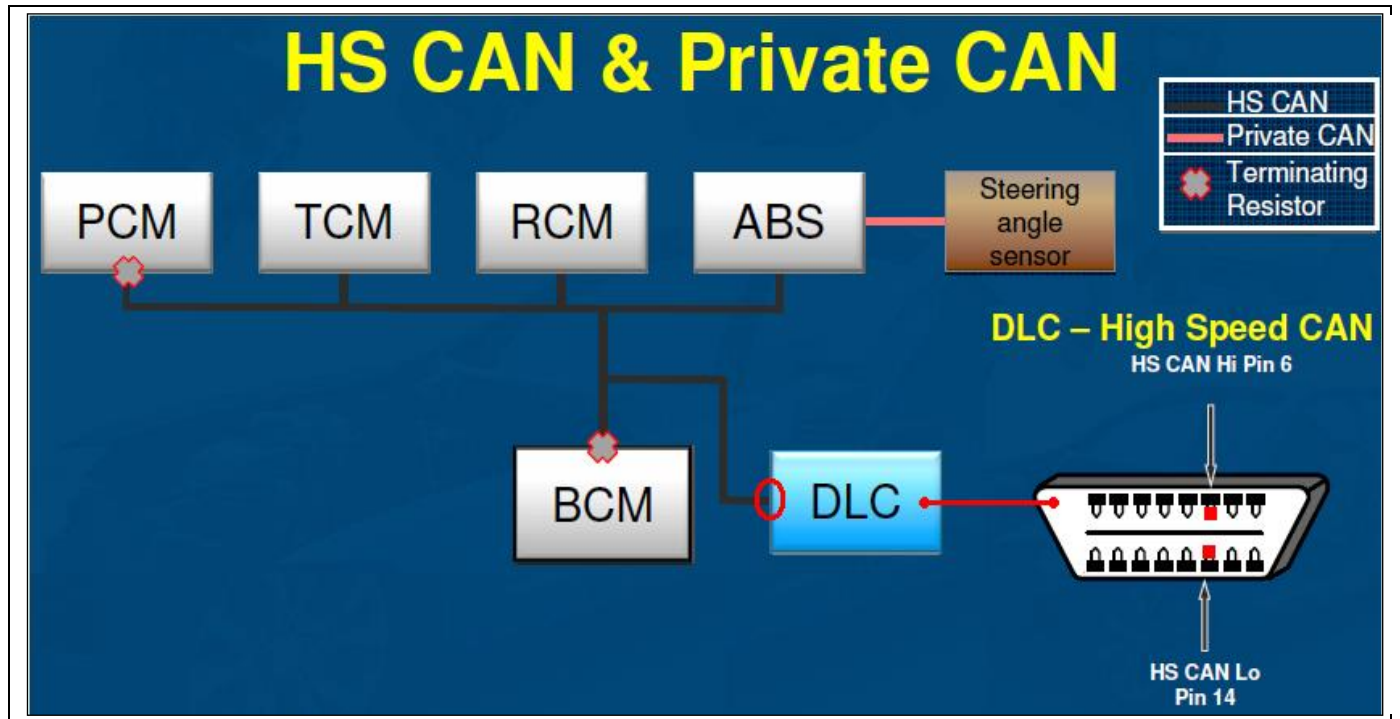 HS CAN & Private CAN
HS CAN
Private CAN
Terminating
Resistor
PCM
TCM
RCM
ABS
Steering
angle
sensor
DLC – High Speed CAN
HS CAN Hi Pin 6
BCM
DLC
HS CAN Lo
Pin 14